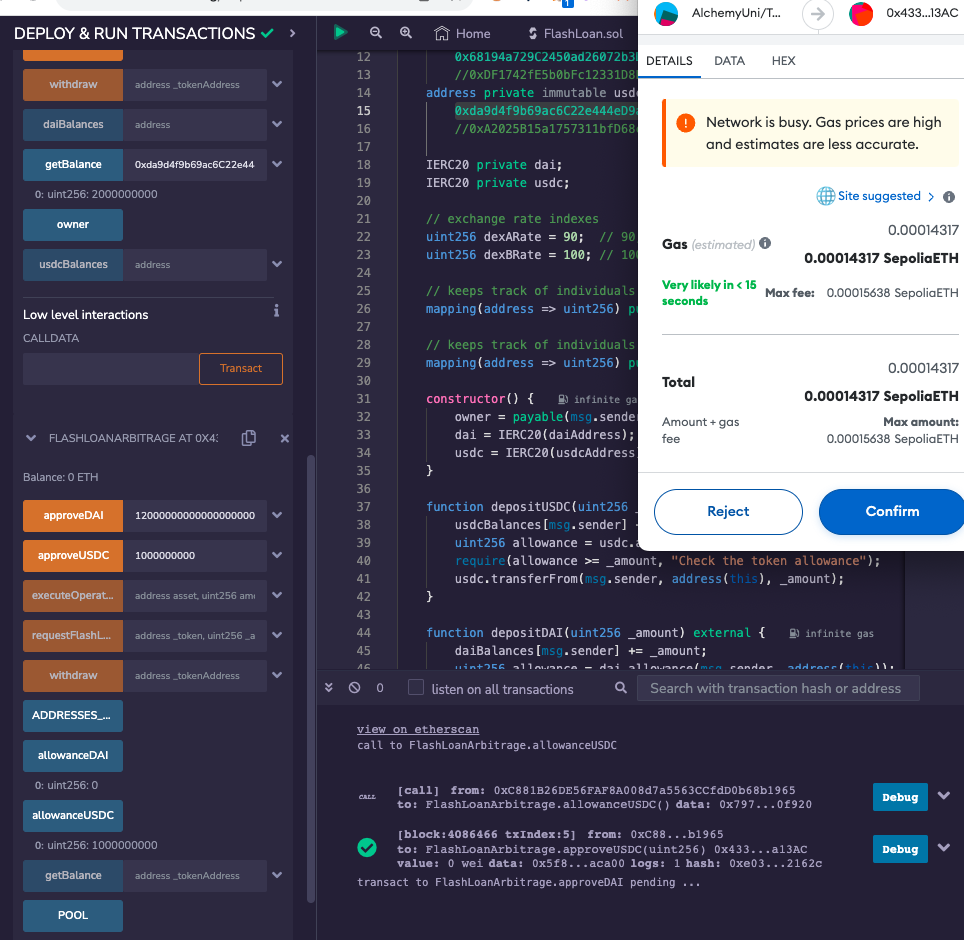 DEPLOY & RUN TRANSACTIONS
withdraw address _tokenAddress
daiBalances address
getBalance 0xda9d4f9b69ac6C22e44
0: uint256: 2000000000
owner
usdcBalances address
Low level interactions
CALLDATA
Transact
FLASHLOANARBITRAGE AT 0X43
Balance: 0 ETH
approveDAI
approveUSDC 1000000000
executeOperat... address asset, uint256 am
requestFlashL... address _token, uint256 _a
withdraw address _tokenAddress
ADDRESSES_...
allowanceDAI
0: uint256: 0
allowanceUSDC
0: uint256: 1000000000
getBalance address _tokenAddress
POOL
Home FlashLoan.sol
12 0x68194a729C2450ad26072b3
13 //0xDF1742fE5b0bFc12331D8
14 address private immutable usdc
15 0xda9d4f9b69ac6C22e444eD9
16 //0xA2025B15a1757311bfD68
17
18 IERC20 private dai;
19 IERC20 private usdc;
20
21 // exchange rate indexes
22 uint256 dexARate = 90; // 90
23 uint256 dexBRate = 100; // 10
24
25 // keeps track of individuals
26 mapping(address => uint256) p
27
28 // keeps track of individuals
29 mapping(address => uint256) p
30
31 constructor() { infinite ga
32 owner = payable(msg.sender
33 dai = IERC20(daiAddress);
34 usdc = IERC20(usdcAddress
35 }
36
37 function depositUSDC(uint256 _
38 usdcBalances[msg.sender] +
39 uint256 allowance = usdc.a
40 require(allowance >= _amount, "Check the token allowance");
41 usdc.transferFrom(msg.sender, address(this), _amount);
42 }
43
44 function depositDAI(uint256 _amount) external { infinite gas
45 daiBalances[msg.sender] += _amount;
46 uint256 allowance = dai.allowance(msg.sender, address(this));
AlchemyUni/T... 0x433...13AC
DETAILS DATA HEX
Network is busy. Gas prices are high
and estimates are less accurate.
Site suggested >
0.00014317
Gas (estimated)
0.00014317 SepoliaETH
Very likely in < 15
seconds
Max fee: 0.00015638 SepoliaETH
0.00014317
Total
0.00014317 SepoliaETH
Amount + gas
fee
Max amount:
0.00015638 SepoliaETH
Reject Confirm
0 listen on all transactions Search with transaction hash or address
view on etherscan
call to FlashLoanArbitrage.allowanceUSDC
CALL [call] from: 0xC881B26DE56FAF8A008d7a5563CCfdD0b68b1965
to: FlashLoanArbitrage.allowanceUSDC() data: 0x797...0f920
Debug
[block:4086466 txIndex:5] from: 0xC88...b1965
to: FlashLoanArbitrage.approveUSDC(uint256) 0x433...a13AC
value: 0 wei data: 0x5f8...aca00 logs: 1 hash: 0xe03...2162c
Debug
transact to FlashLoanArbitrage.approveDAI pending ...